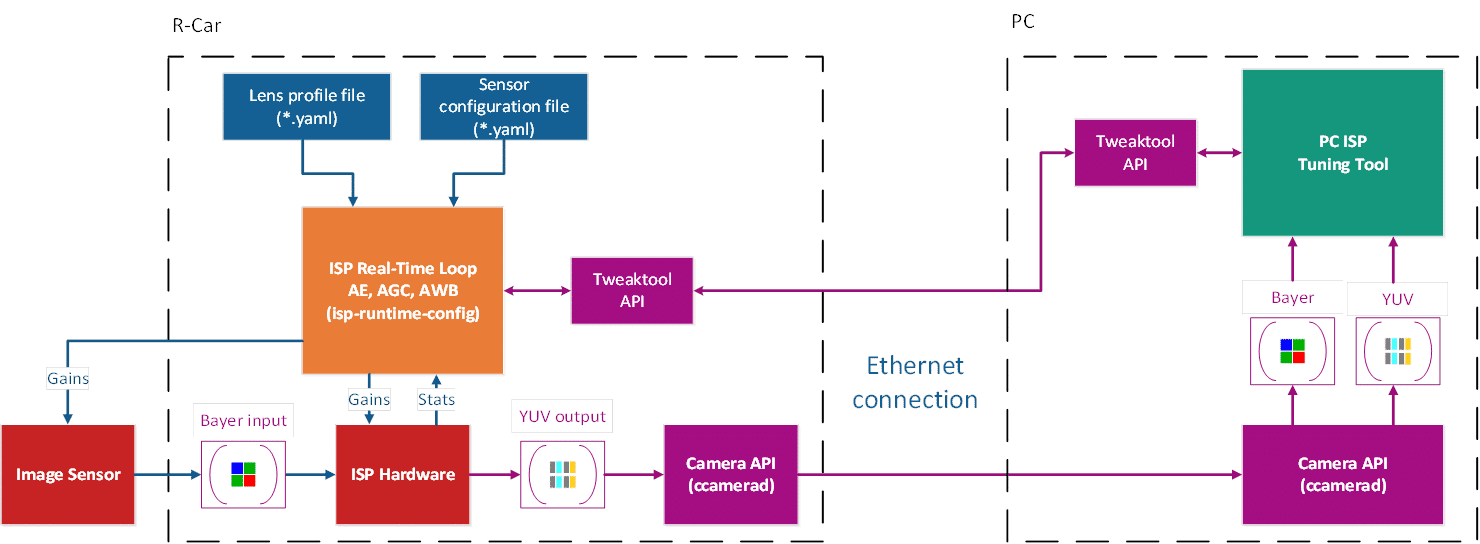 R-Car
PC
Lens profile file
(*.yaml)
Sensor
configuration file
(*.yaml)
Tweaktool
API
PC ISP
Tuning Tool
ISP Real-Time Loop
AE, AGC, AWB
(isp-runtime-config)
Tweaktool
API
Bayer
YUV
Ethernet
connection
Gains
Gains
Stats
Bayer input
YUV output
Image Sensor
ISP Hardware
Camera API
(ccamerad)
Camera API
(ccamerad)